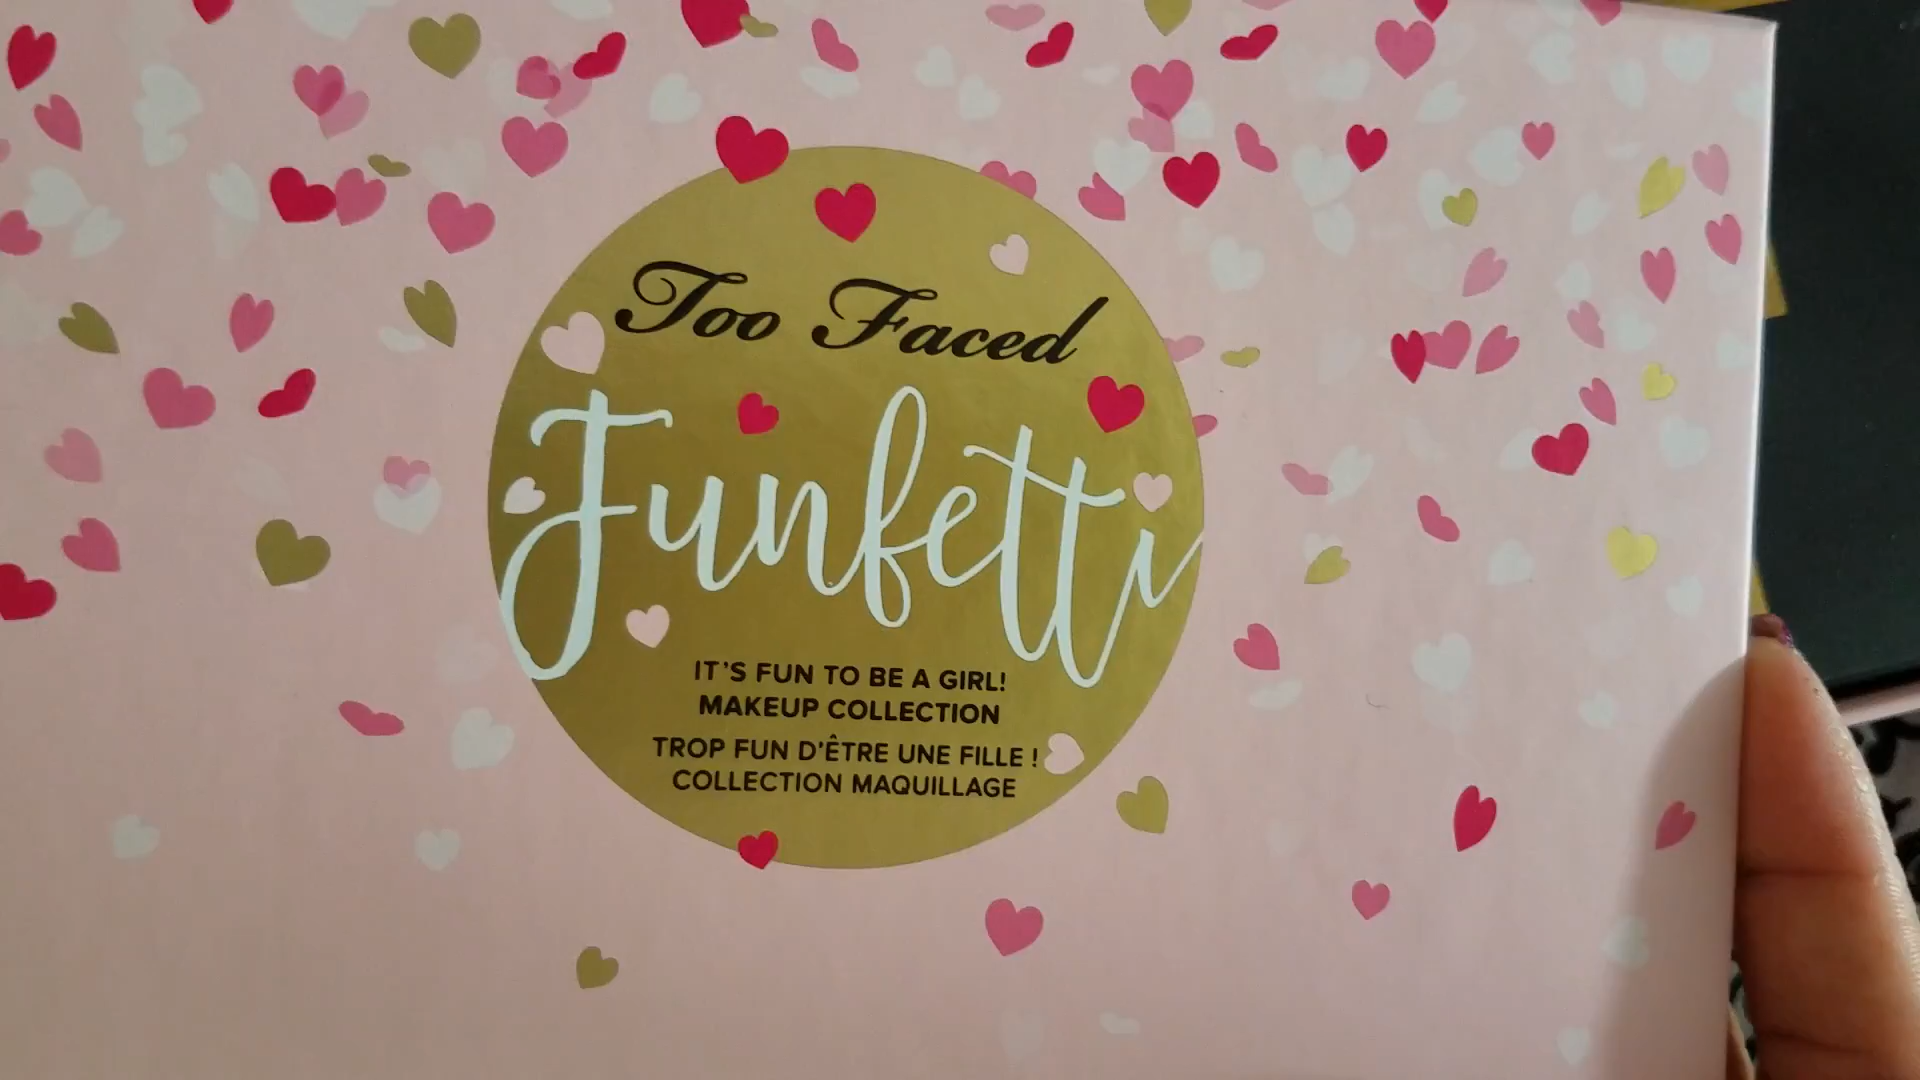 Too Faced
Funfetti
IT'S FUN TO BE A GIRL!
MAKEUP COLLECTION
TROP FUN D'ÊTRE UNE FILLE !
COLLECTION MAQUILLAGE